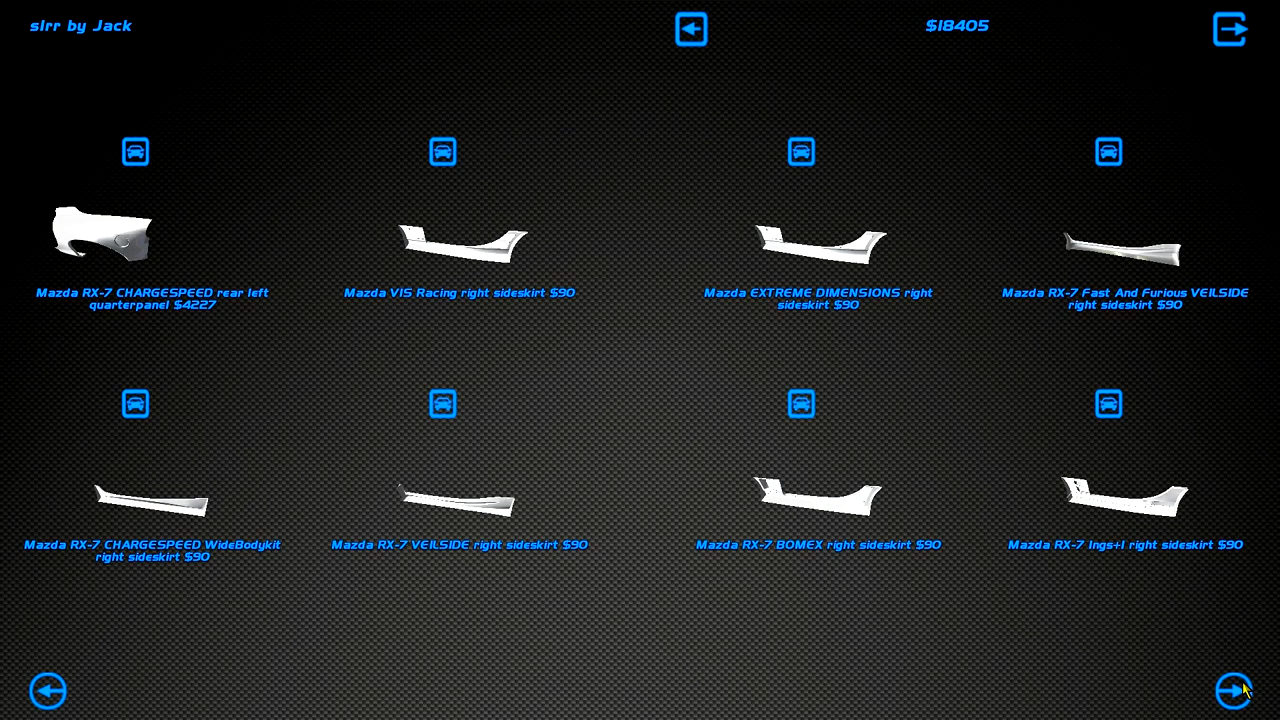 slrr by Jack
$18405
Mazda RX-7 CHARGESPEED rear left
quarterpanel $4227
Mazda VIS Racing right sideskirt $90
Mazda EXTREME DIMENSIONS right
sideskirt $90
Mazda RX-7 Fast And Furious VEILSIDE
right sideskirt $90
Mazda RX-7 CHARGESPEED WideBodykit
right sideskirt $90
Mazda RX-7 VEILSIDE right sideskirt $90
Mazda RX-7 BOMEX right sideskirt $90
Mazda RX-7 Ings+1 right sideskirt $90